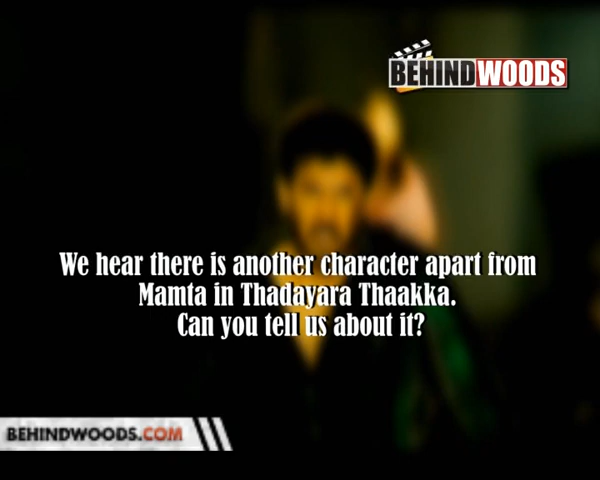 BEHINDWOODS
We hear there is another character apart from
Mamta in Thadayara Thaakka.
Can you tell us about it?
BEHINDWOODS.COM